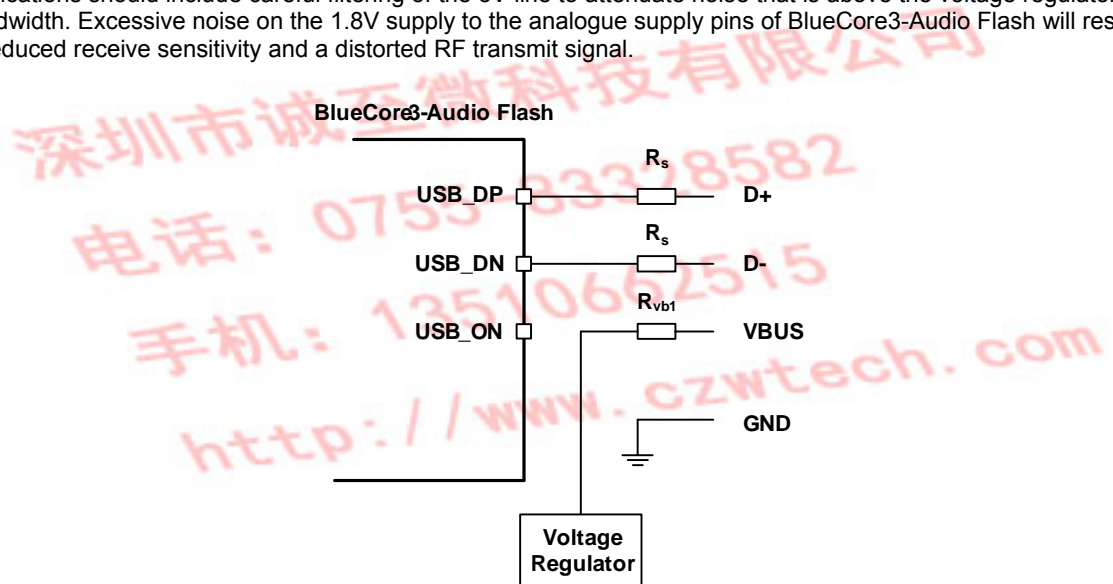 ications should include careful filtering of the 5V line to attenuate noise that is above the voltage regulator
dwidth. Excessive noise on the 1.8V supply to the analogue supply pins of BlueCore3-Audio Flash will res
educed receive sensitivity and a distorted RF transmit signal.
深圳市诚至微科技有限公司
BlueCore3-Audio Flash
Rs
电话：0755-83328582
USB_DP
D+
Rs
USB_DN
D-
手机：13510662515
Rvb1
USB_ON
VBUS
http://www.czwtech.com
GND
Voltage
Regulator